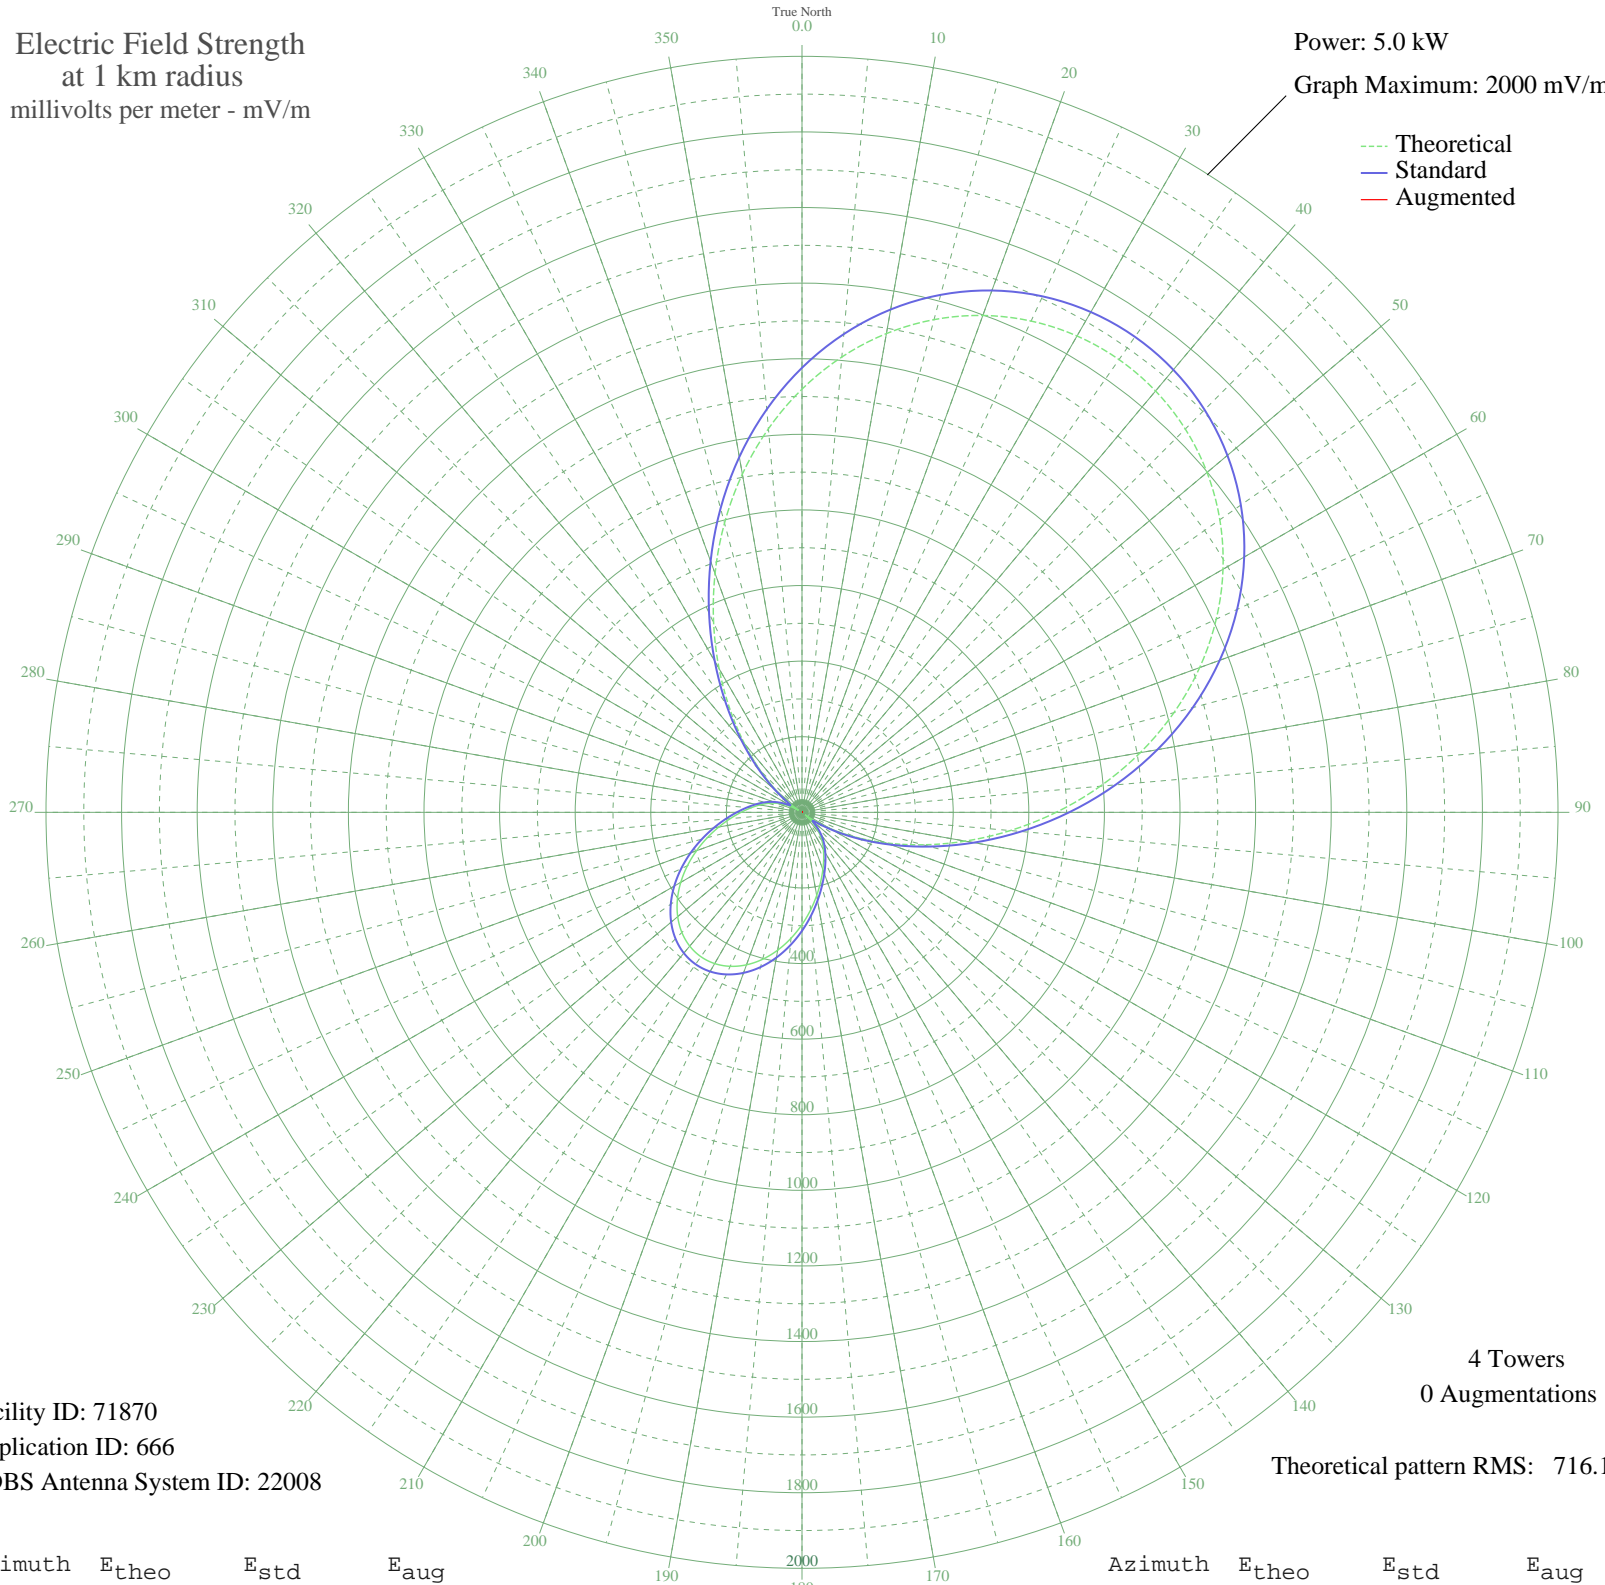 True North
0.0
Electric Field Strength
at 1 km radius
millivolts per meter - mV/m
Power: 5.0 kW
Graph Maximum: 2000 mV/m
Theoretical
Standard
Augmented
10
20
30
40
50
60
70
80
90
100
110
120
130
140
150
160
170
190
200
210
220
230
240
250
260
270
280
290
300
310
320
330
340
350
400
600
800
1000
1200
1400
1600
1800
2000
4 Towers
0 Augmentations
Theoretical pattern RMS: 716.1
cility ID: 71870
plication ID: 666
DBS Antenna System ID: 22008
imuth Etheo Estd Eaug
Azimuth Etheo Estd Eaug